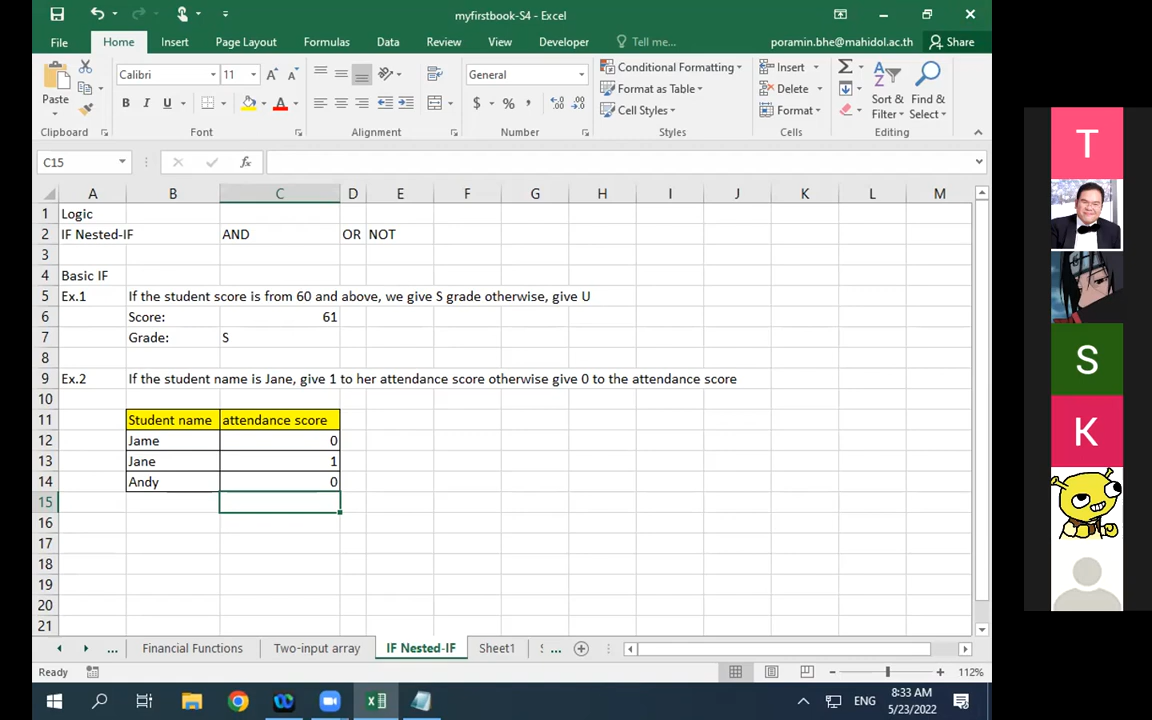 myfirstbook-S4 - Excel
File Home Insert Page Layout Formulas Data Review View Developer Tell me... poramin.bhe@mahidol.ac.th Share
Paste
Calibri 11
General
Conditional Formatting
Format as Table
Cell Styles
Insert
Delete
Format
Sort & Filter
Find & Select
B I U A $ %
Clipboard Font Alignment Number Styles Cells Editing
C15 fx
A B C D E F G H I J K L M
1 Logic
2 IF Nested-IF AND OR NOT
3
4 Basic IF
5 Ex.1 If the student score is from 60 and above, we give S grade otherwise, give U
6 Score: 61
7 Grade: S
8
9 Ex.2 If the student name is Jane, give 1 to her attendance score otherwise give 0 to the attendance score
10
11 Student name attendance score
12 Jame 0
13 Jane 1
14 Andy 0
15
16
17
18
19
20
21
... Financial Functions Two-input array IF Nested-IF Sheet1 ...
Ready 112%
ENG 8:33 AM
5/23/2022
T
S
K